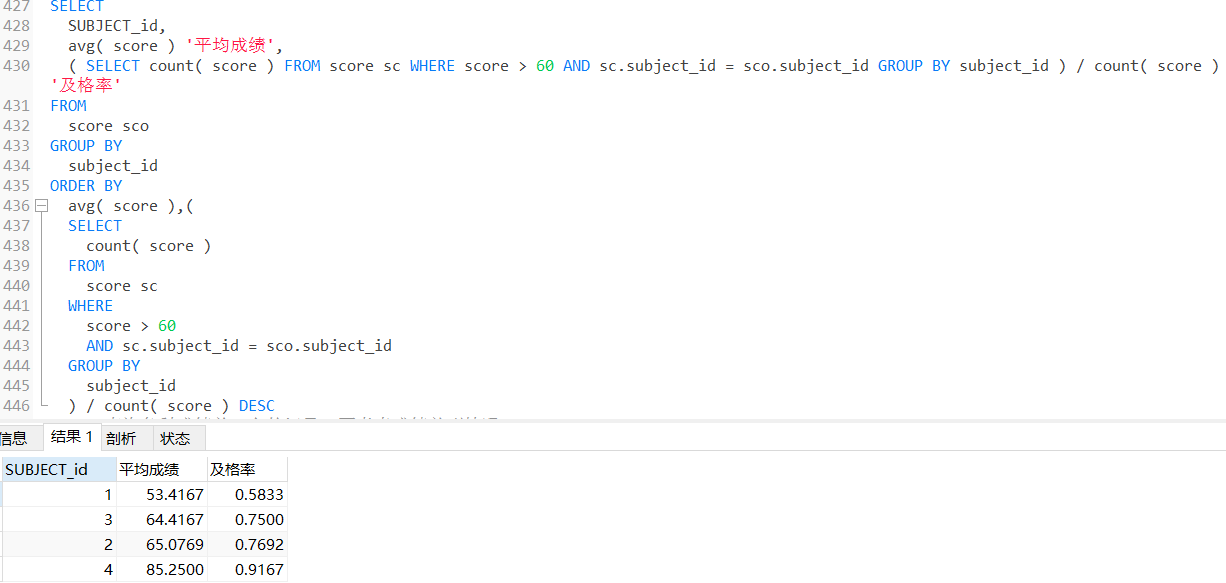 427 SELECT
428 SUBJECT_id,
429 avg( score ) '平均成绩',
430 ( SELECT count( score ) FROM score sc WHERE score > 60 AND sc.subject_id = sco.subject_id GROUP BY subject_id ) / count( score )
'及格率'
431 FROM
432 score sco
433 GROUP BY
434 subject_id
435 ORDER BY
436 avg( score ),(
437 SELECT
438 count( score )
439 FROM
440 score sc
441 WHERE
442 score > 60
443 AND sc.subject_id = sco.subject_id
444 GROUP BY
445 subject_id
446 ) / count( score ) DESC
信息 结果 1 剖析 状态
SUBJECT_id 平均成绩 及格率
1 53.4167 0.5833
3 64.4167 0.7500
2 65.0769 0.7692
4 85.2500 0.9167